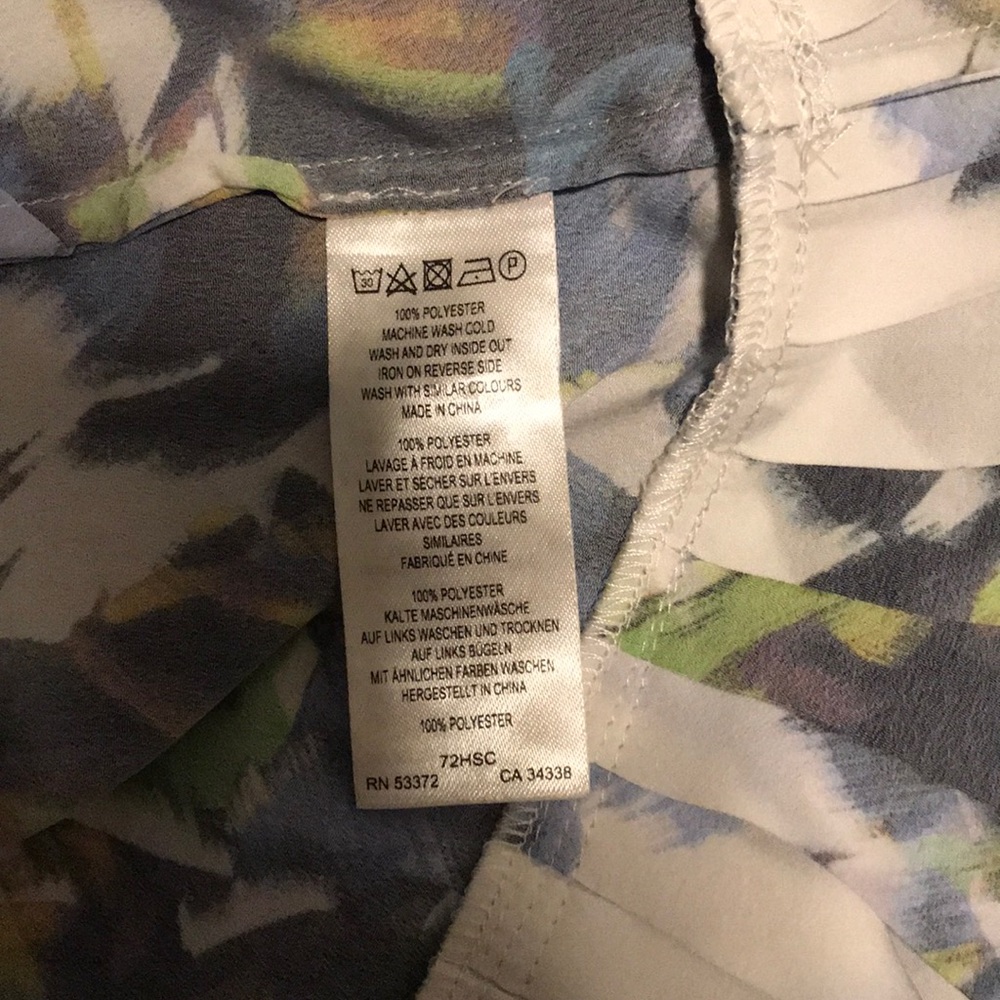 30 P
100% POLYESTER
MACHINE WASH COLD
WASH AND DRY INSIDE OUT
IRON ON REVERSE SIDE
WASH WITH SIMILAR COLOURS
MADE IN CHINA
100% POLYESTER
LAVAGE À FROID EN MACHINE
LAVER ET SÉCHER SUR L'ENVERS
NE REPASSER QUE SUR L'ENVERS
LAVER AVEC DES COULEURS
SIMILAIRES
FABRIQUÉ EN CHINE
100% POLYESTER
KALTE MASCHINENWÄSCHE
AUF LINKS WASCHEN UND TROCKNEN
AUF LINKS BÜGELN
MIT ÄHNLICHEN FARBEN WASCHEN
HERGESTELLT IN CHINA
100% POLYESTER
72HSC
RN 53372 CA 34338